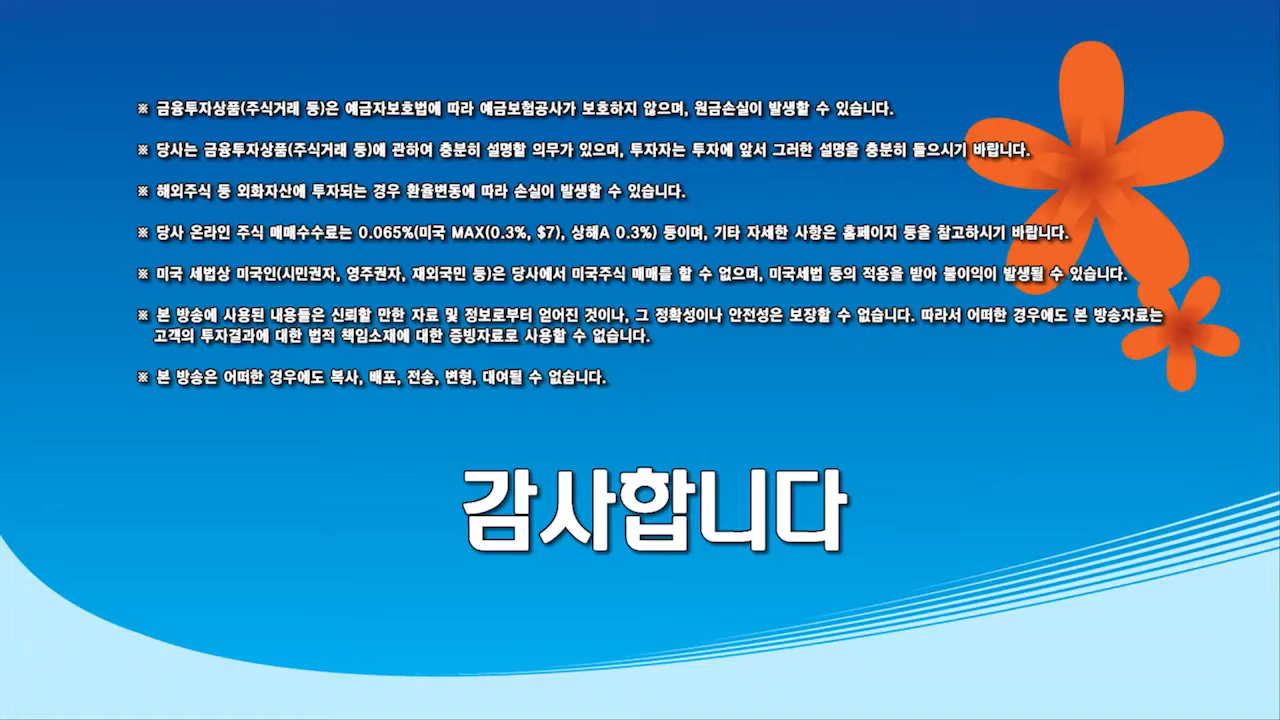 ※ 금융투자상품(주식거래 등)은 예금자보호법에 따라 예금보험공사가 보호하지 않으며, 원금손실이 발생할 수 있습니다.
※ 당사는 금융투자상품(주식거래 등)에 관하여 충분히 설명할 의무가 있으며, 투자자는 투자에 앞서 그러한 설명을 충분히 들으시기 바랍니다.
※ 해외주식 등 외화자산에 투자되는 경우 환율변동에 따라 손실이 발생할 수 있습니다.
※ 당사 온라인 주식 매매수수료는 0.065%(미국 MAX(0.3%, $7), 상해A 0.3%) 등이며, 기타 자세한 사항은 홈페이지 등을 참고하시기 바랍니다.
※ 미국 세법상 미국인(시민권자, 영주권자, 재외국민 등)은 당사에서 미국주식 매매를 할 수 없으며, 미국세법 등의 적용을 받아 불이익이 발생될 수 있습니다.
※ 본 방송에 사용된 내용들은 신뢰할 만한 자료 및 정보로부터 얻어진 것이나, 그 정확성이나 안전성은 보장할 수 없습니다. 따라서 어떠한 경우에도 본 방송자료는
고객의 투자결과에 대한 법적 책임소재에 대한 증빙자료로 사용할 수 없습니다.
※ 본 방송은 어떠한 경우에도 복사, 배포, 전송, 변형, 대여될 수 없습니다.
감사합니다